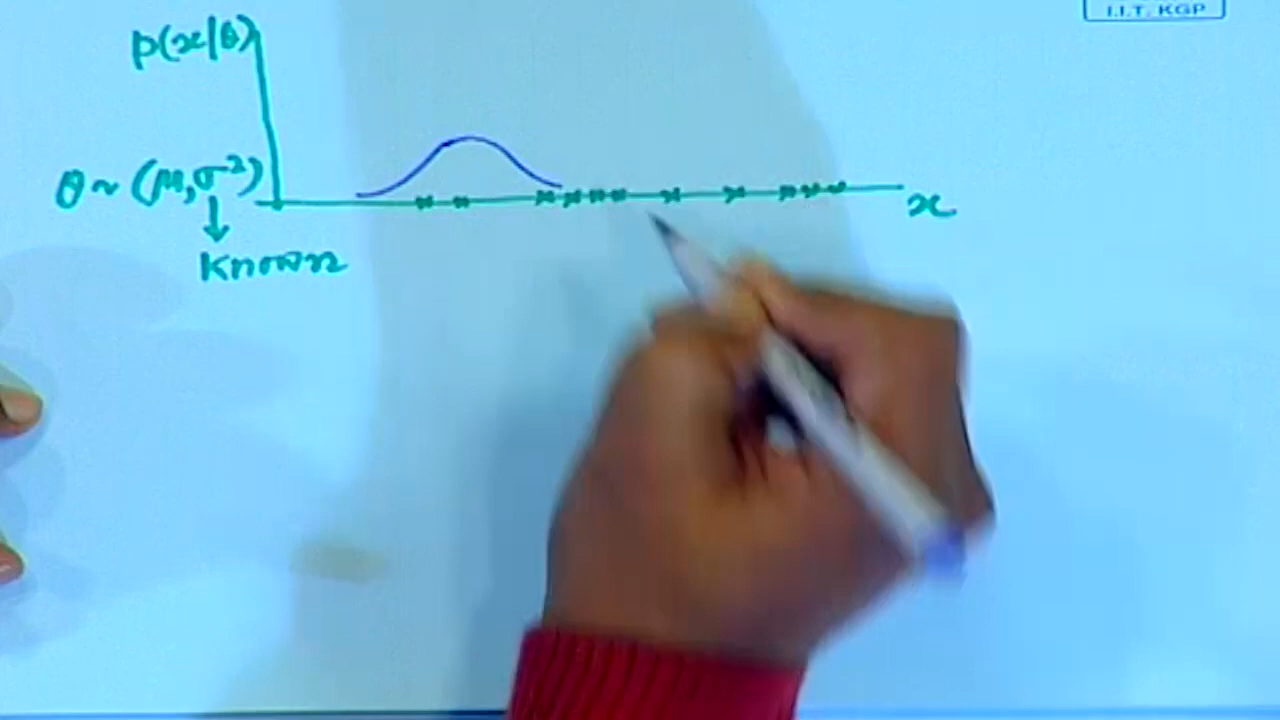 I.I.T. KGP
p(x/θ)
θ ~ (μ, σ²)
↓
Known
x